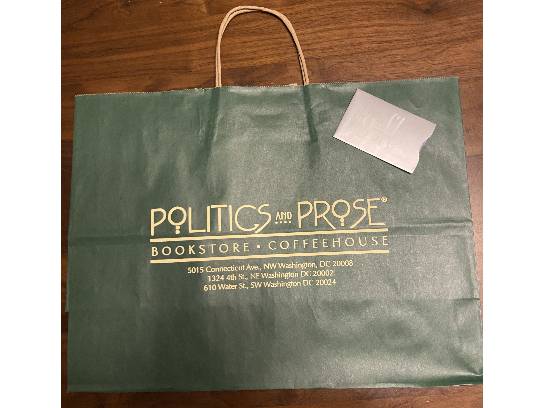 POLITICS AND PROSE®
BOOKSTORE • COFFEEHOUSE
5015 Connecticut Ave., NW Washington, DC 20008
1324 4th St., NE Washington DC 20002
610 Water St., SW Washington DC 20024